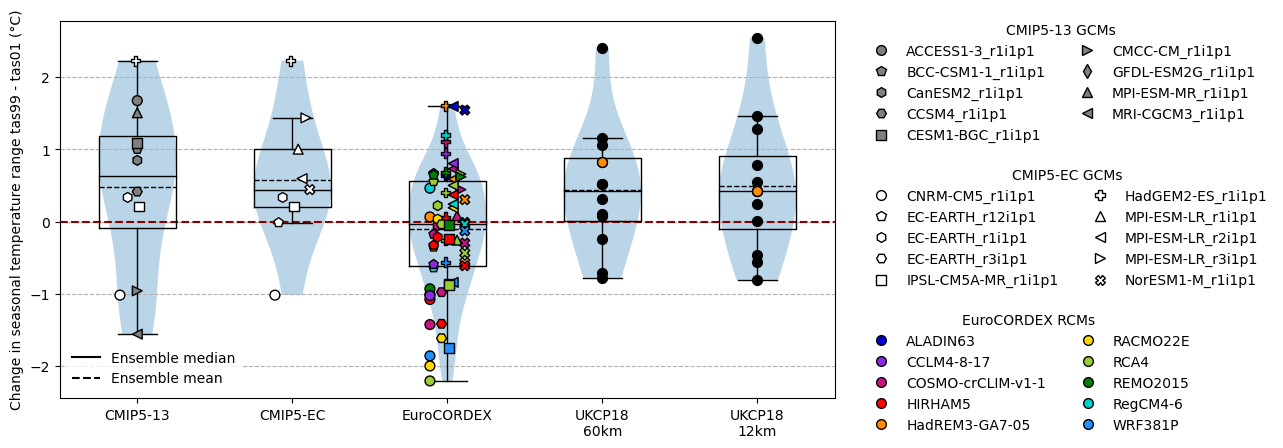 Change in seasonal temperature range tas99 - tas01 (°C)
2
1
0
−1
−2
Ensemble median
Ensemble mean
CMIP5-13
CMIP5-EC
EuroCORDEX
UKCP18
60km
UKCP18
12km
CMIP5-13 GCMs
ACCESS1-3_r1i1p1
BCC-CSM1-1_r1i1p1
CanESM2_r1i1p1
CCSM4_r1i1p1
CESM1-BGC_r1i1p1
CMCC-CM_r1i1p1
GFDL-ESM2G_r1i1p1
MPI-ESM-MR_r1i1p1
MRI-CGCM3_r1i1p1
CMIP5-EC GCMs
CNRM-CM5_r1i1p1
EC-EARTH_r12i1p1
EC-EARTH_r1i1p1
EC-EARTH_r3i1p1
IPSL-CM5A-MR_r1i1p1
HadGEM2-ES_r1i1p1
MPI-ESM-LR_r1i1p1
MPI-ESM-LR_r2i1p1
MPI-ESM-LR_r3i1p1
NorESM1-M_r1i1p1
EuroCORDEX RCMs
ALADIN63
CCLM4-8-17
COSMO-crCLIM-v1-1
HIRHAM5
HadREM3-GA7-05
RACMO22E
RCA4
REMO2015
RegCM4-6
WRF381P